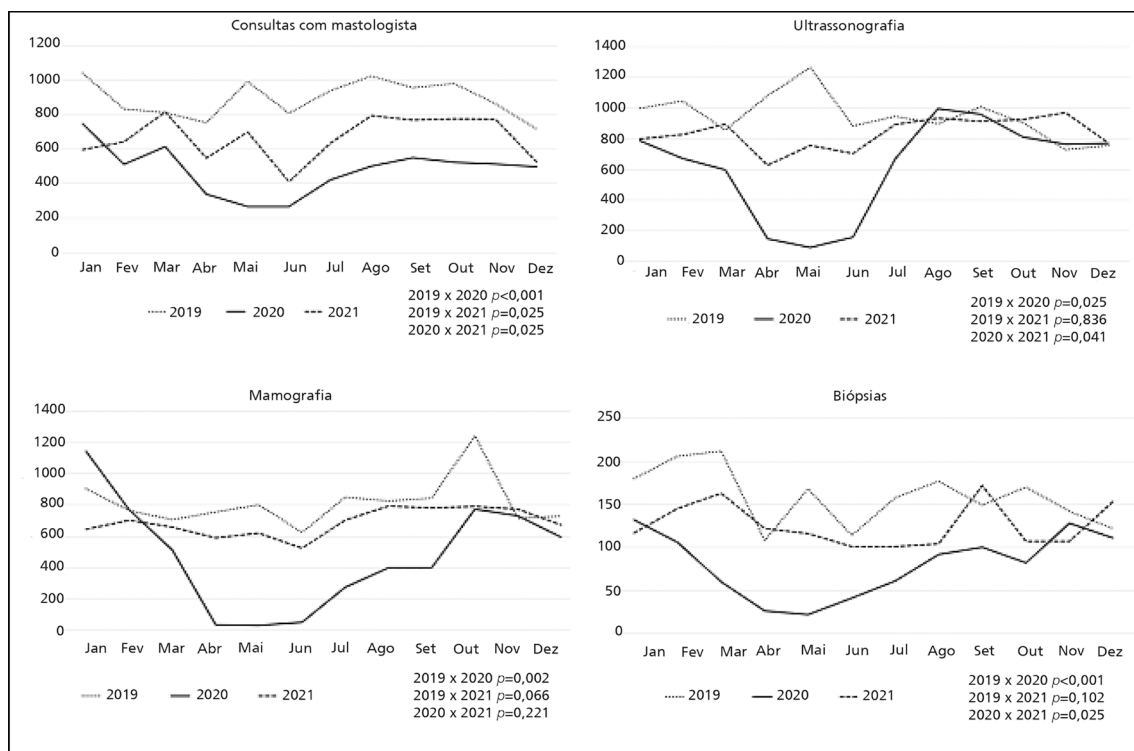 Consultas com mastologista
1200
1000
800
600
400
200
0
Jan Fev Mar Abr Mai Jun Jul Ago Set Out Nov Dez
2019 2020 2021
2019 x 2020 p<0,001
2019 x 2021 p=0,025
2020 x 2021 p=0,025
Ultrassonografia
1400
1200
1000
800
600
400
200
0
Jan Fev Mar Abr Mai Jun Jul Ago Set Out Nov Dez
2019 2020 2021
2019 x 2020 p=0,025
2019 x 2021 p=0,836
2020 x 2021 p=0,041
Mamografia
1400
1200
1000
800
600
400
200
0
Jan Fev Mar Abr Mai Jun Jul Ago Set Out Nov Dez
2019 2020 2021
2019 x 2020 p=0,002
2019 x 2021 p=0,066
2020 x 2021 p=0,221
Biópsias
250
200
150
100
50
0
Jan Fev Mar Abr Mai Jun Jul Ago Set Out Nov Dez
2019 2020 2021
2019 x 2020 p<0,001
2019 x 2021 p=0,102
2020 x 2021 p=0,025